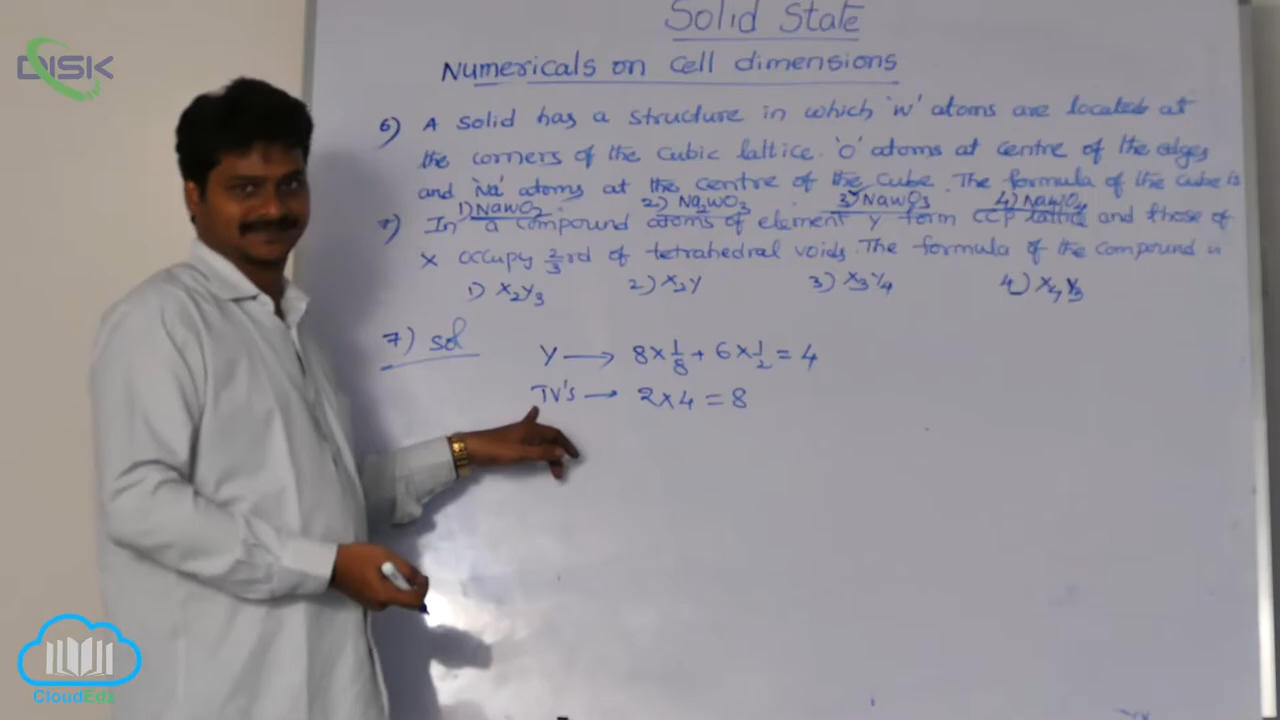 DISK
Solid State
Numericals on cell dimensions
6) A solid has a structure in which 'W' atoms are located at
the corners of the cubic lattice. 'O' atoms at centre of the edges
and 'Na' atoms at the centre of the cube. The formula of the cube is
1) NaWO2 2) Na2WO3 3) NaWO3 4) NaWO4
7) In a compound atoms of element Y form CCP lattice and those of
X occupy 2/3rd of tetrahedral voids. The formula of the compound is
1) X2Y3 2) X2Y 3) X3Y4 4) X4Y3
7) sol
Y → 8×1/8 + 6×1/2 = 4
TV's → 2×4 = 8
CloudEdz